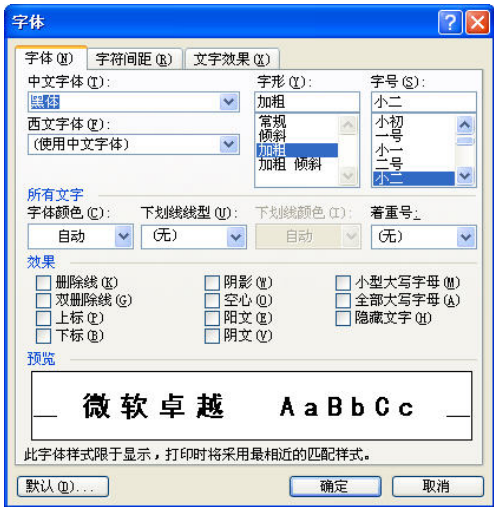 字体
字体(N) 字符间距(R) 文字效果(X)
中文字体(T): 字形(Y): 字号(S):
黑体 加粗 小二
西文字体(F): 常规 小初
(使用中文字体) 倾斜 一号
加粗 小一
加粗 倾斜 二号
小二
所有文字
字体颜色(C): 下划线线型(U): 下划线颜色(I): 着重号:
自动 (无) 自动 (无)
效果
删除线(K) 阴影(W) 小型大写字母(M)
双删除线(G) 空心(O) 全部大写字母(A)
上标(P) 阳文(E) 隐藏文字(H)
下标(B) 阴文(V)
预览
微软卓越 AaBbCc
此字体样式限于显示，打印时将采用最相近的匹配样式。
默认(D)... 确定 取消